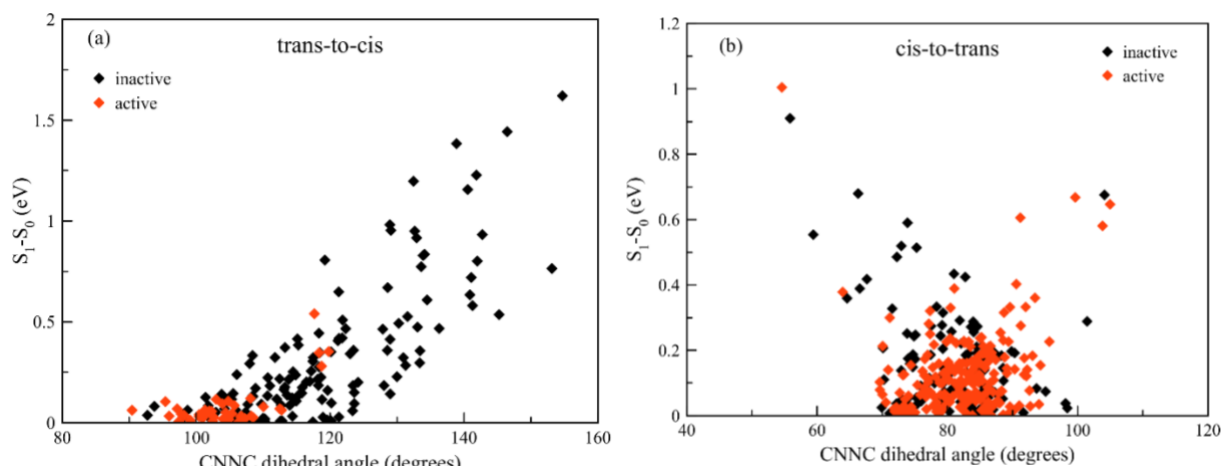 (a)
trans-to-cis
inactive
active
S₁-S₀ (eV)
2
1.5
1
0.5
0
80
100
120
140
160
CNNC dihedral angle (degrees)
(b)
cis-to-trans
inactive
active
S₁-S₀ (eV)
1.2
1
0.8
0.6
0.4
0.2
0
40
60
80
100
120
CNNC dihedral angle (degrees)